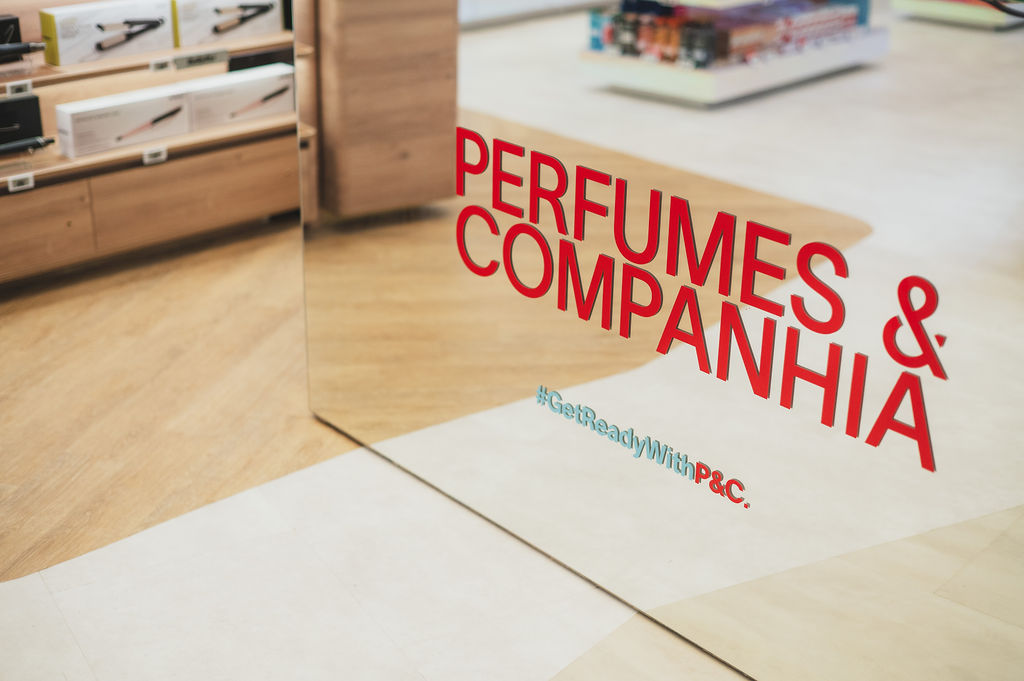 PERFUMES &
COMPANHIA
#GetReadyWithP&C.